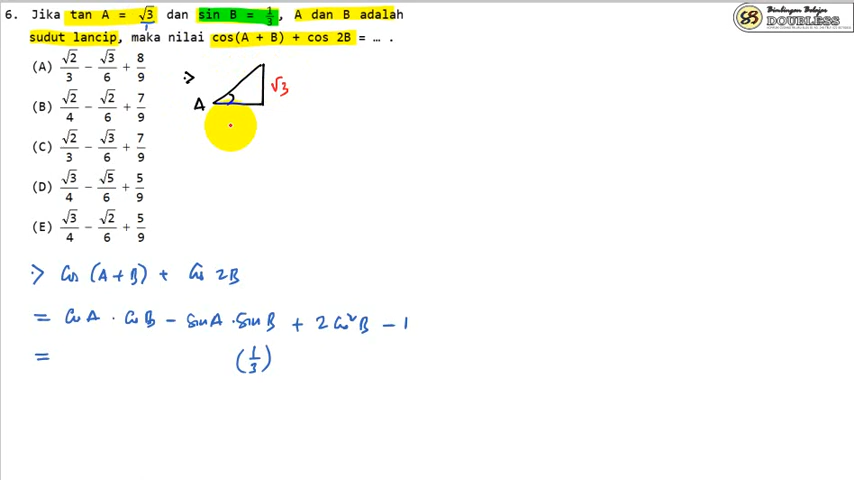 6. Jika tan A = √3 dan sin B = 1/3, A dan B adalah
1
sudut lancip, maka nilai cos(A + B) + cos 2B = … .
(A) √2/3 − √3/6 + 8/9
(B) √2/4 − √2/6 + 7/9
(C) √2/3 − √3/6 + 7/9
(D) √3/4 − √5/6 + 5/9
(E) √3/4 − √2/6 + 5/9
A
√3
Cos (A + B) + Cos 2B
= Cos A . Cos B − Sin A . Sin B + 2 Cos²B − 1
= (1/3)
Bimbingan Belajar
DOUBLESS